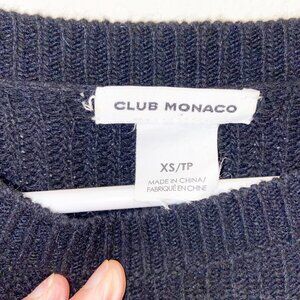 CLUB MONACO
XS/TP
MADE IN CHINA/
FABRIQUÉ EN CHINE